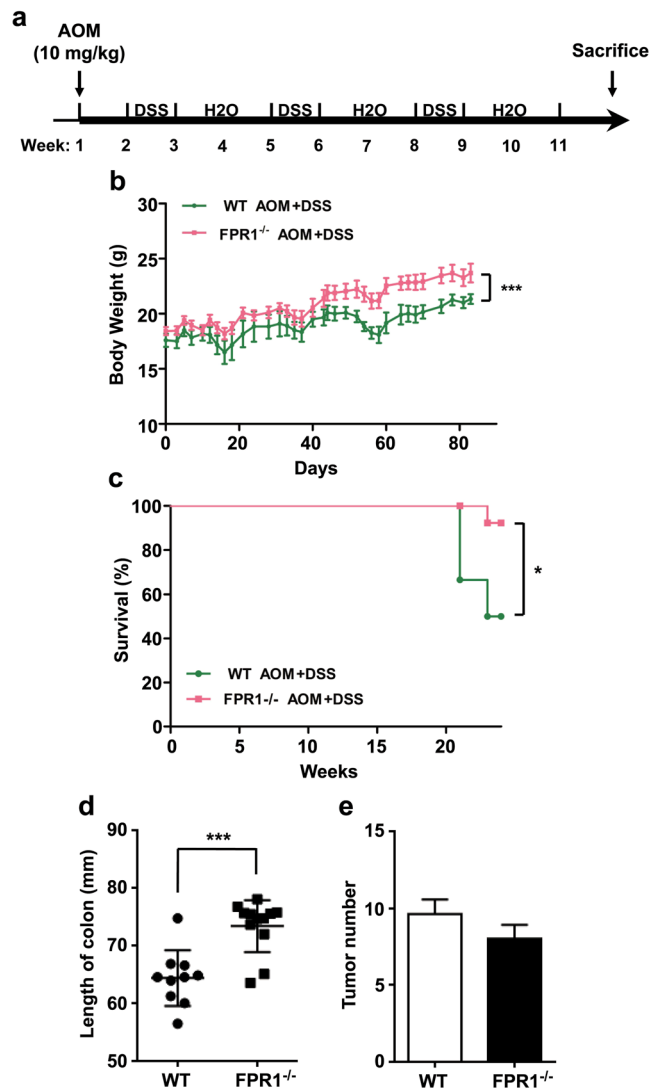 a
AOM
(10 mg/kg)
Sacrifice
DSS H2O DSS H2O DSS H2O
Week: 1 2 3 4 5 6 7 8 9 10 11
b
30
25
20
15
10
Body Weight (g)
WT AOM+DSS
FPR1-/- AOM+DSS
***
0 20 40 60 80
Days
c
100
80
60
40
20
0
Survival (%)
*
WT AOM+DSS
FPR1-/- AOM+DSS
0 5 10 15 20
Weeks
d
90
80
70
60
50
Length of colon (mm)
***
WT FPR1-/-
e
15
10
5
0
Tumor number
WT FPR1-/-